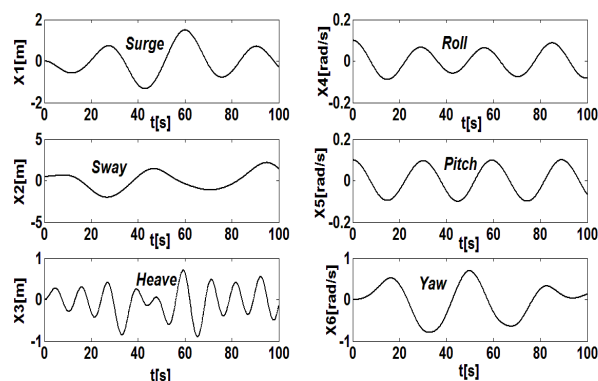 2
0
-2
X1[m]
Surge
0 20 40 60 80 100
t[s]
0.2
0
-0.2
X4[rad/s]
Roll
0 20 40 60 80 100
t[s]
5
0
-5
X2[m]
Sway
0 20 40 60 80 100
t[s]
0.2
0
-0.2
X5[rad/s]
Pitch
0 20 40 60 80 100
t[s]
1
0
-1
X3[m]
Heave
0 20 40 60 80 100
t[s]
1
0
-1
X6[rad/s]
Yaw
0 20 40 60 80 100
t[s]